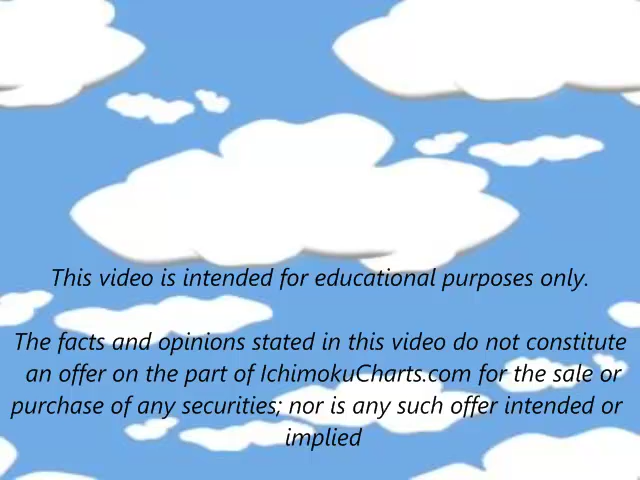 This video is intended for educational purposes only.
The facts and opinions stated in this video do not constitute
an offer on the part of IchimokuCharts.com for the sale or
purchase of any securities; nor is any such offer intended or
implied